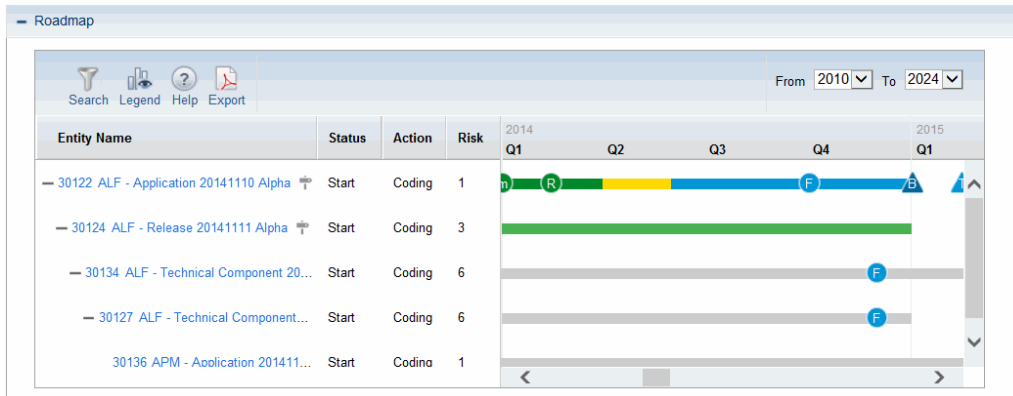 Roadmap
Search Legend Help Export From 2010 To 2024
Entity Name Status Action Risk 2014 2015
Q1 Q2 Q3 Q4 Q1
30122 ALF - Application 20141110 Alpha Start Coding 1 R F B
30124 ALF - Release 20141111 Alpha Start Coding 3
30134 ALF - Technical Component 20... Start Coding 6 F
30127 ALF - Technical Component... Start Coding 6 F
30136 APM - Application 201411... Start Coding 1